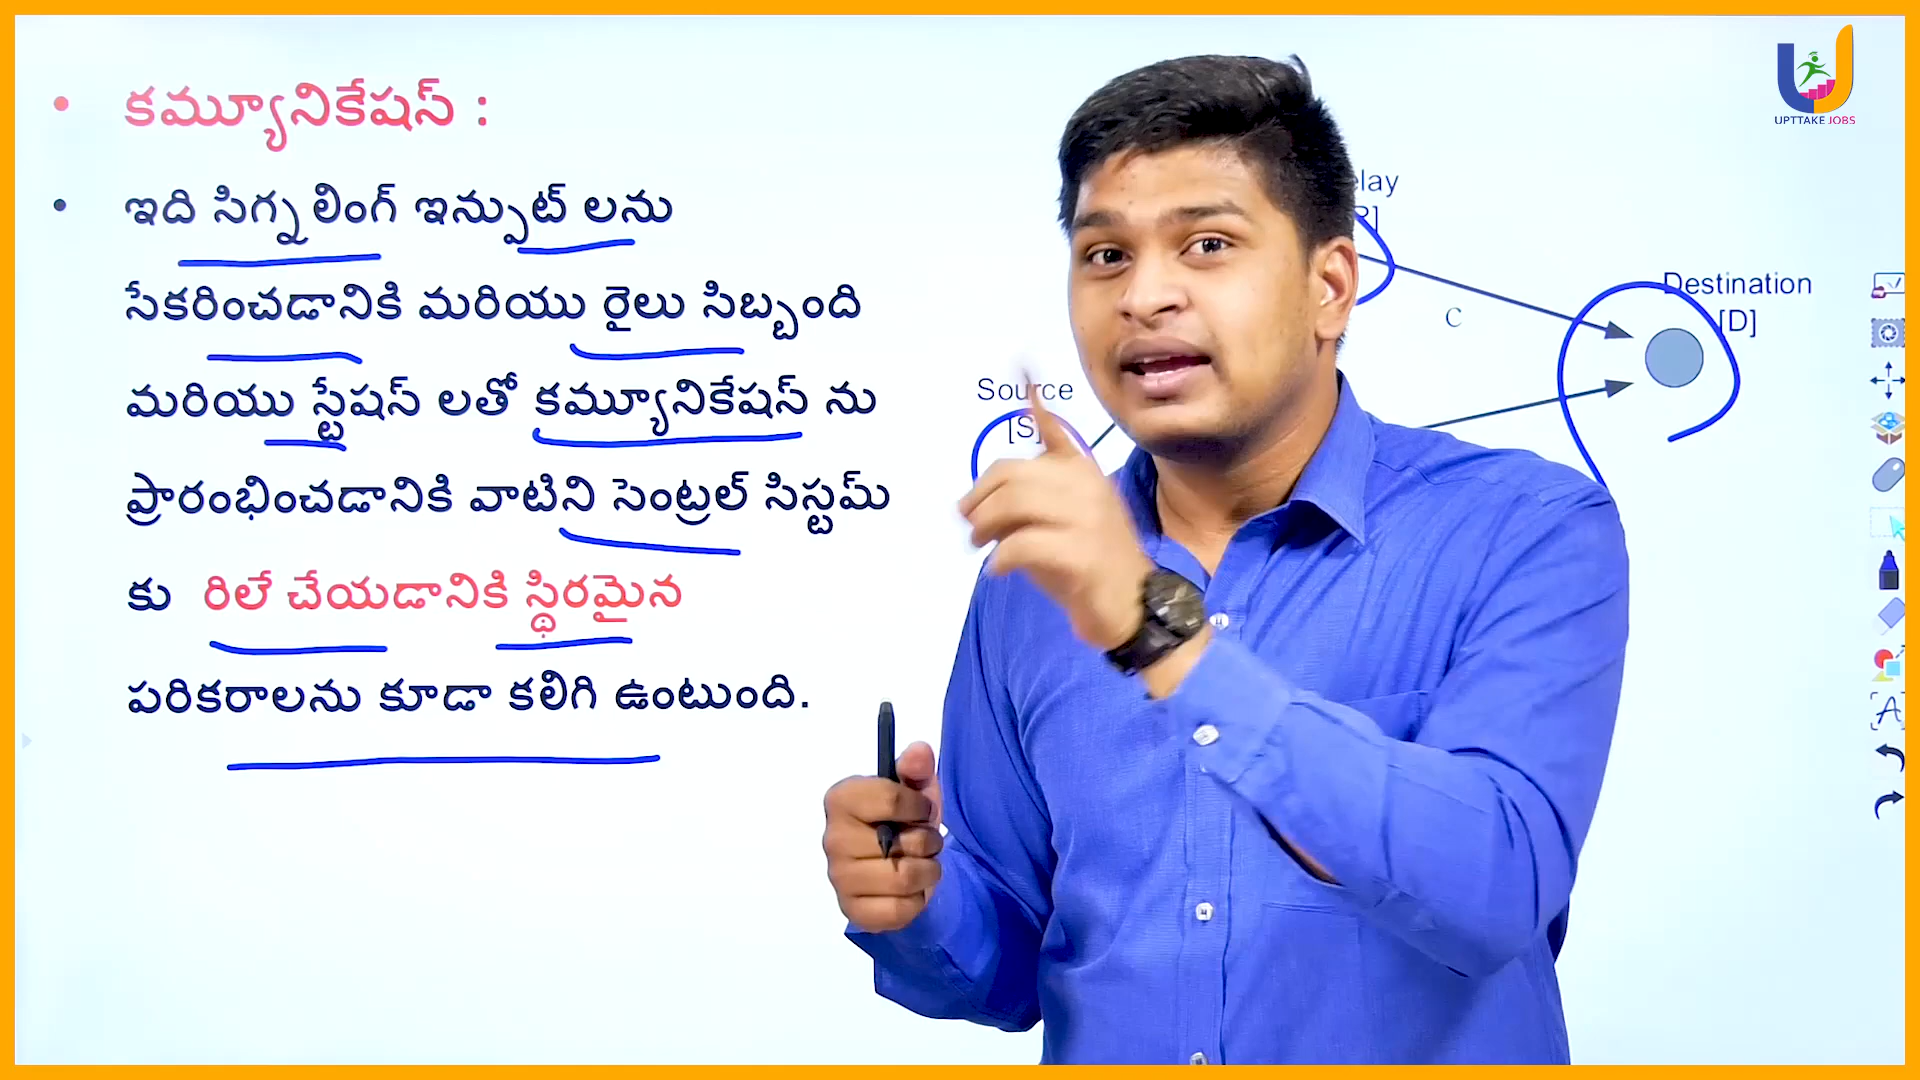 UPTTAKE JOBS
కమ్యూనికేషన్ :
ఇది సిగ్నలింగ్ ఇన్పుట్ లను
సేకరించడానికి మరియు రైలు సిబ్బంది
మరియు స్టేషన్ లతో కమ్యూనికేషన్ ను
ప్రారంభించడానికి వాటిని సెంట్రల్ సిస్టమ్
కు రిలే చేయడానికి స్థిరమైన
పరికరాలను కూడా కలిగి ఉంటుంది.
Destination
[D]
C
Source
[S]